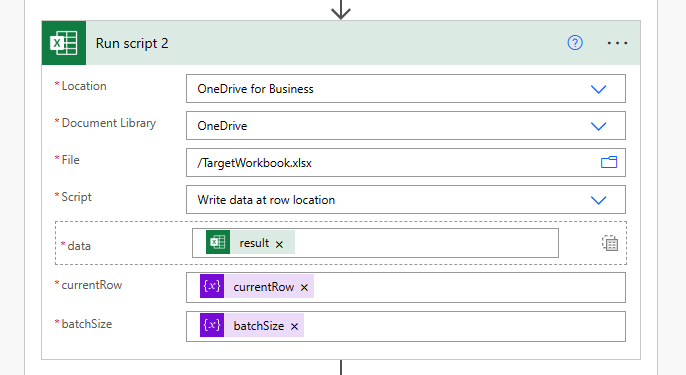 Run script 2
* Location
OneDrive for Business
* Document Library
OneDrive
* File
/TargetWorkbook.xlsx
* Script
Write data at row location
* data
result ×
* currentRow
{x} currentRow ×
* batchSize
{x} batchSize ×